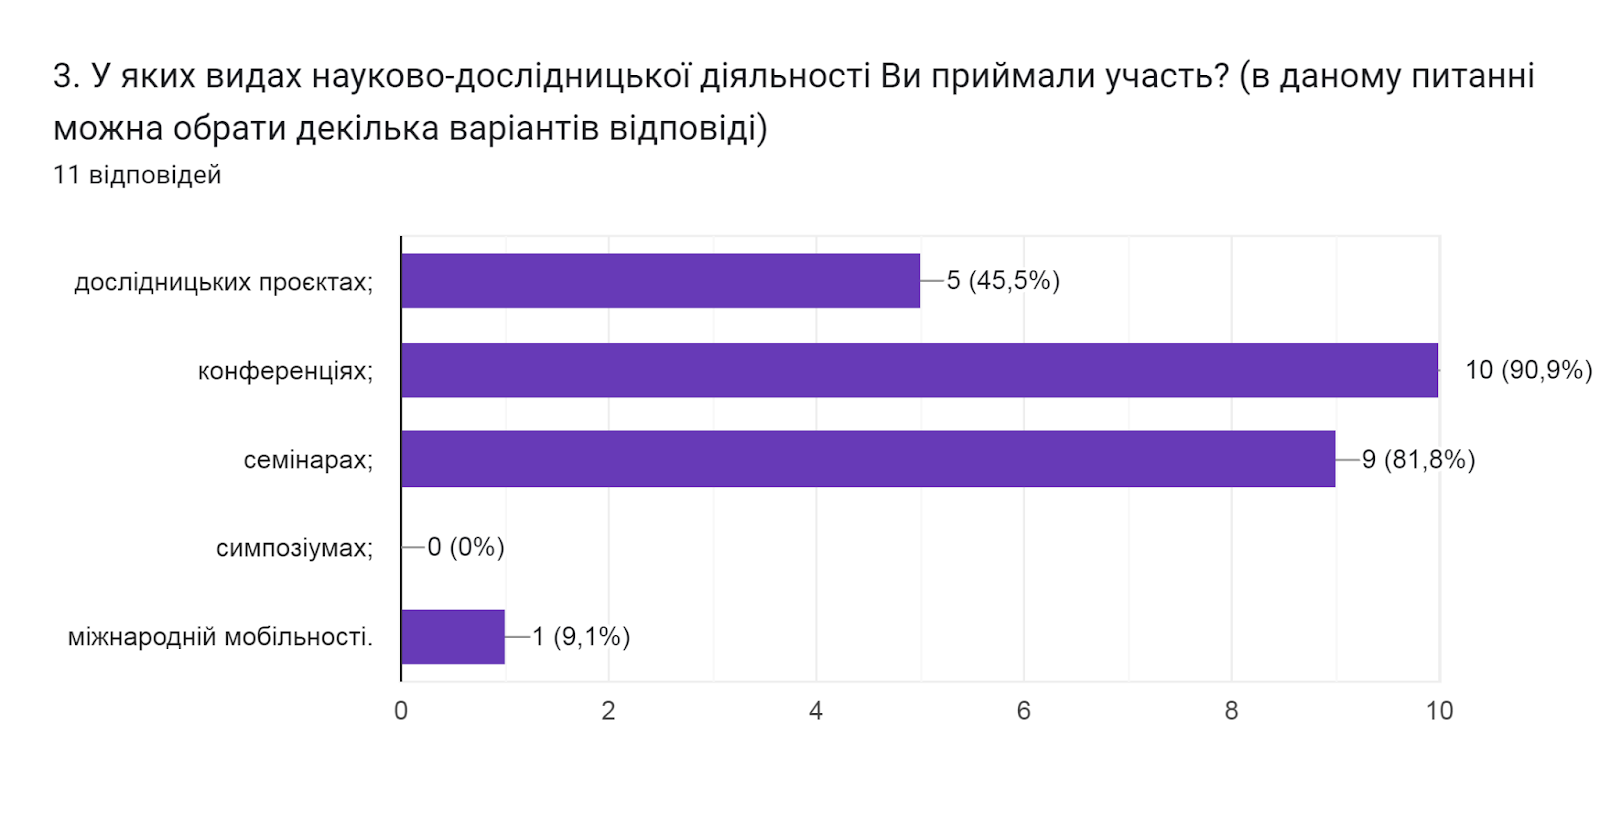 3. У яких видах науково-дослідницької діяльності Ви приймали участь? (в даному питанні
можна обрати декілька варіантів відповіді)
11 відповідей
дослідницьких проєктах;
5 (45,5%)
конференціях;
10 (90,9%)
семінарах;
9 (81,8%)
симпозіумах;
0 (0%)
міжнародній мобільності.
1 (9,1%)
0 2 4 6 8 10